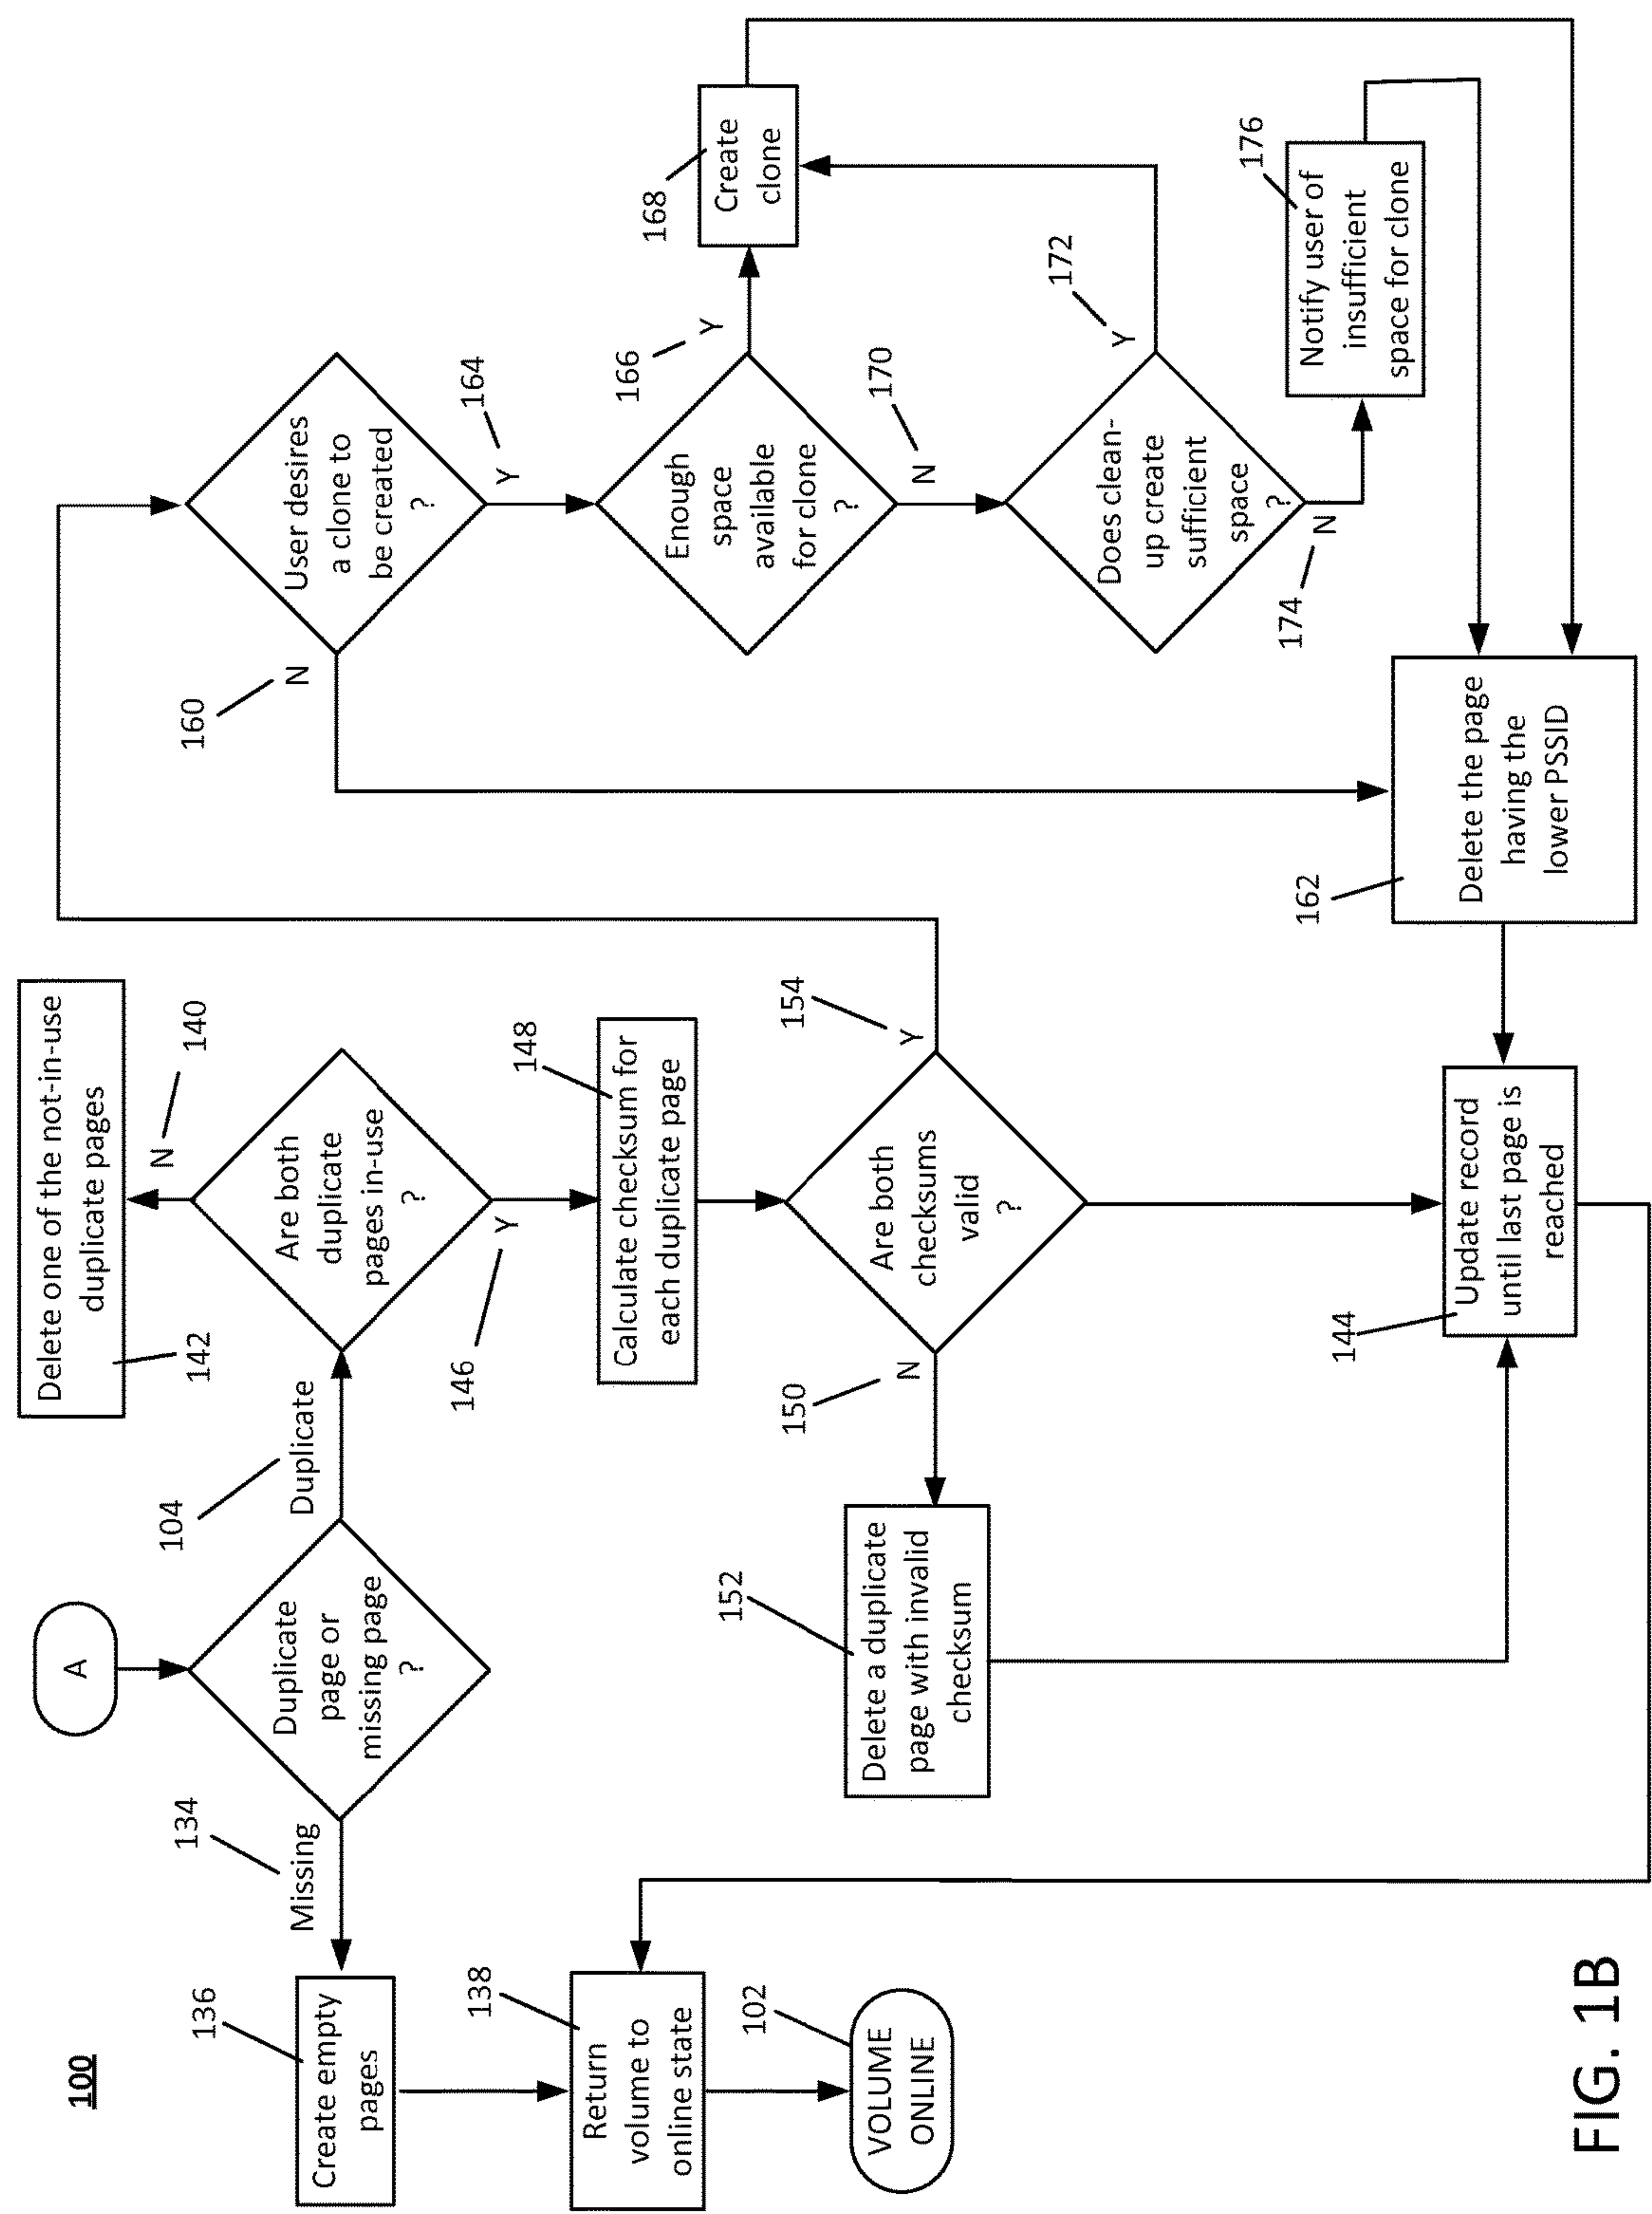 100
A
Duplicate
page or
missing page
?
134
Missing
104
Duplicate
136
Create empty
pages
138
Return
volume to
online state
102
VOLUME
ONLINE
Are both
duplicate
pages in-use
?
140
N
142
Delete one of the not-in-use
duplicate pages
146
Y
148
Calculate checksum for
each duplicate page
Are both
checksums
valid
?
150
N
152
Delete a duplicate
page with invalid
checksum
154
Y
144
Update record
until last page is
reached
User desires
a clone to
be created
?
160
N
162
Delete the page
having the
lower PSSID
164
Y
Enough
space
available
for clone
?
166
Y
168
Create
clone
170
N
Does clean-
up create
sufficient
space
?
172
Y
174
N
176
Notify user of
insufficient
space for clone
FIG. 1B